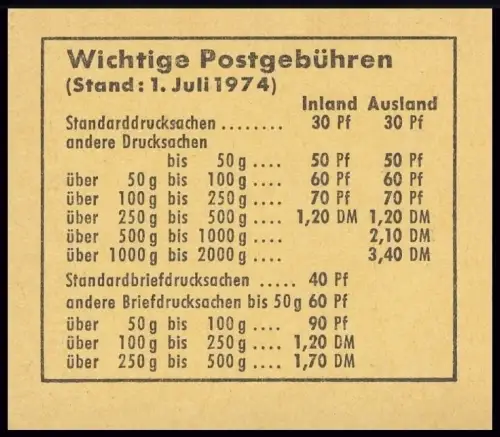 Wichtige Postgebühren
(Stand: 1. Juli 1974)
Inland Ausland
Standarddrucksachen ........ 30 Pf 30 Pf
andere Drucksachen
bis 50 g .... 50 Pf 50 Pf
über 50 g bis 100 g .... 60 Pf 60 Pf
über 100 g bis 250 g .... 70 Pf 70 Pf
über 250 g bis 500 g .... 1,20 DM 1,20 DM
über 500 g bis 1000 g .... 2,10 DM
über 1000 g bis 2000 g .... 3,40 DM
Standardbriefdrucksachen ..... 40 Pf
andere Briefdrucksachen bis 50 g 60 Pf
über 50 g bis 100 g .... 90 Pf
über 100 g bis 250 g .... 1,20 DM
über 250 g bis 500 g .... 1,70 DM